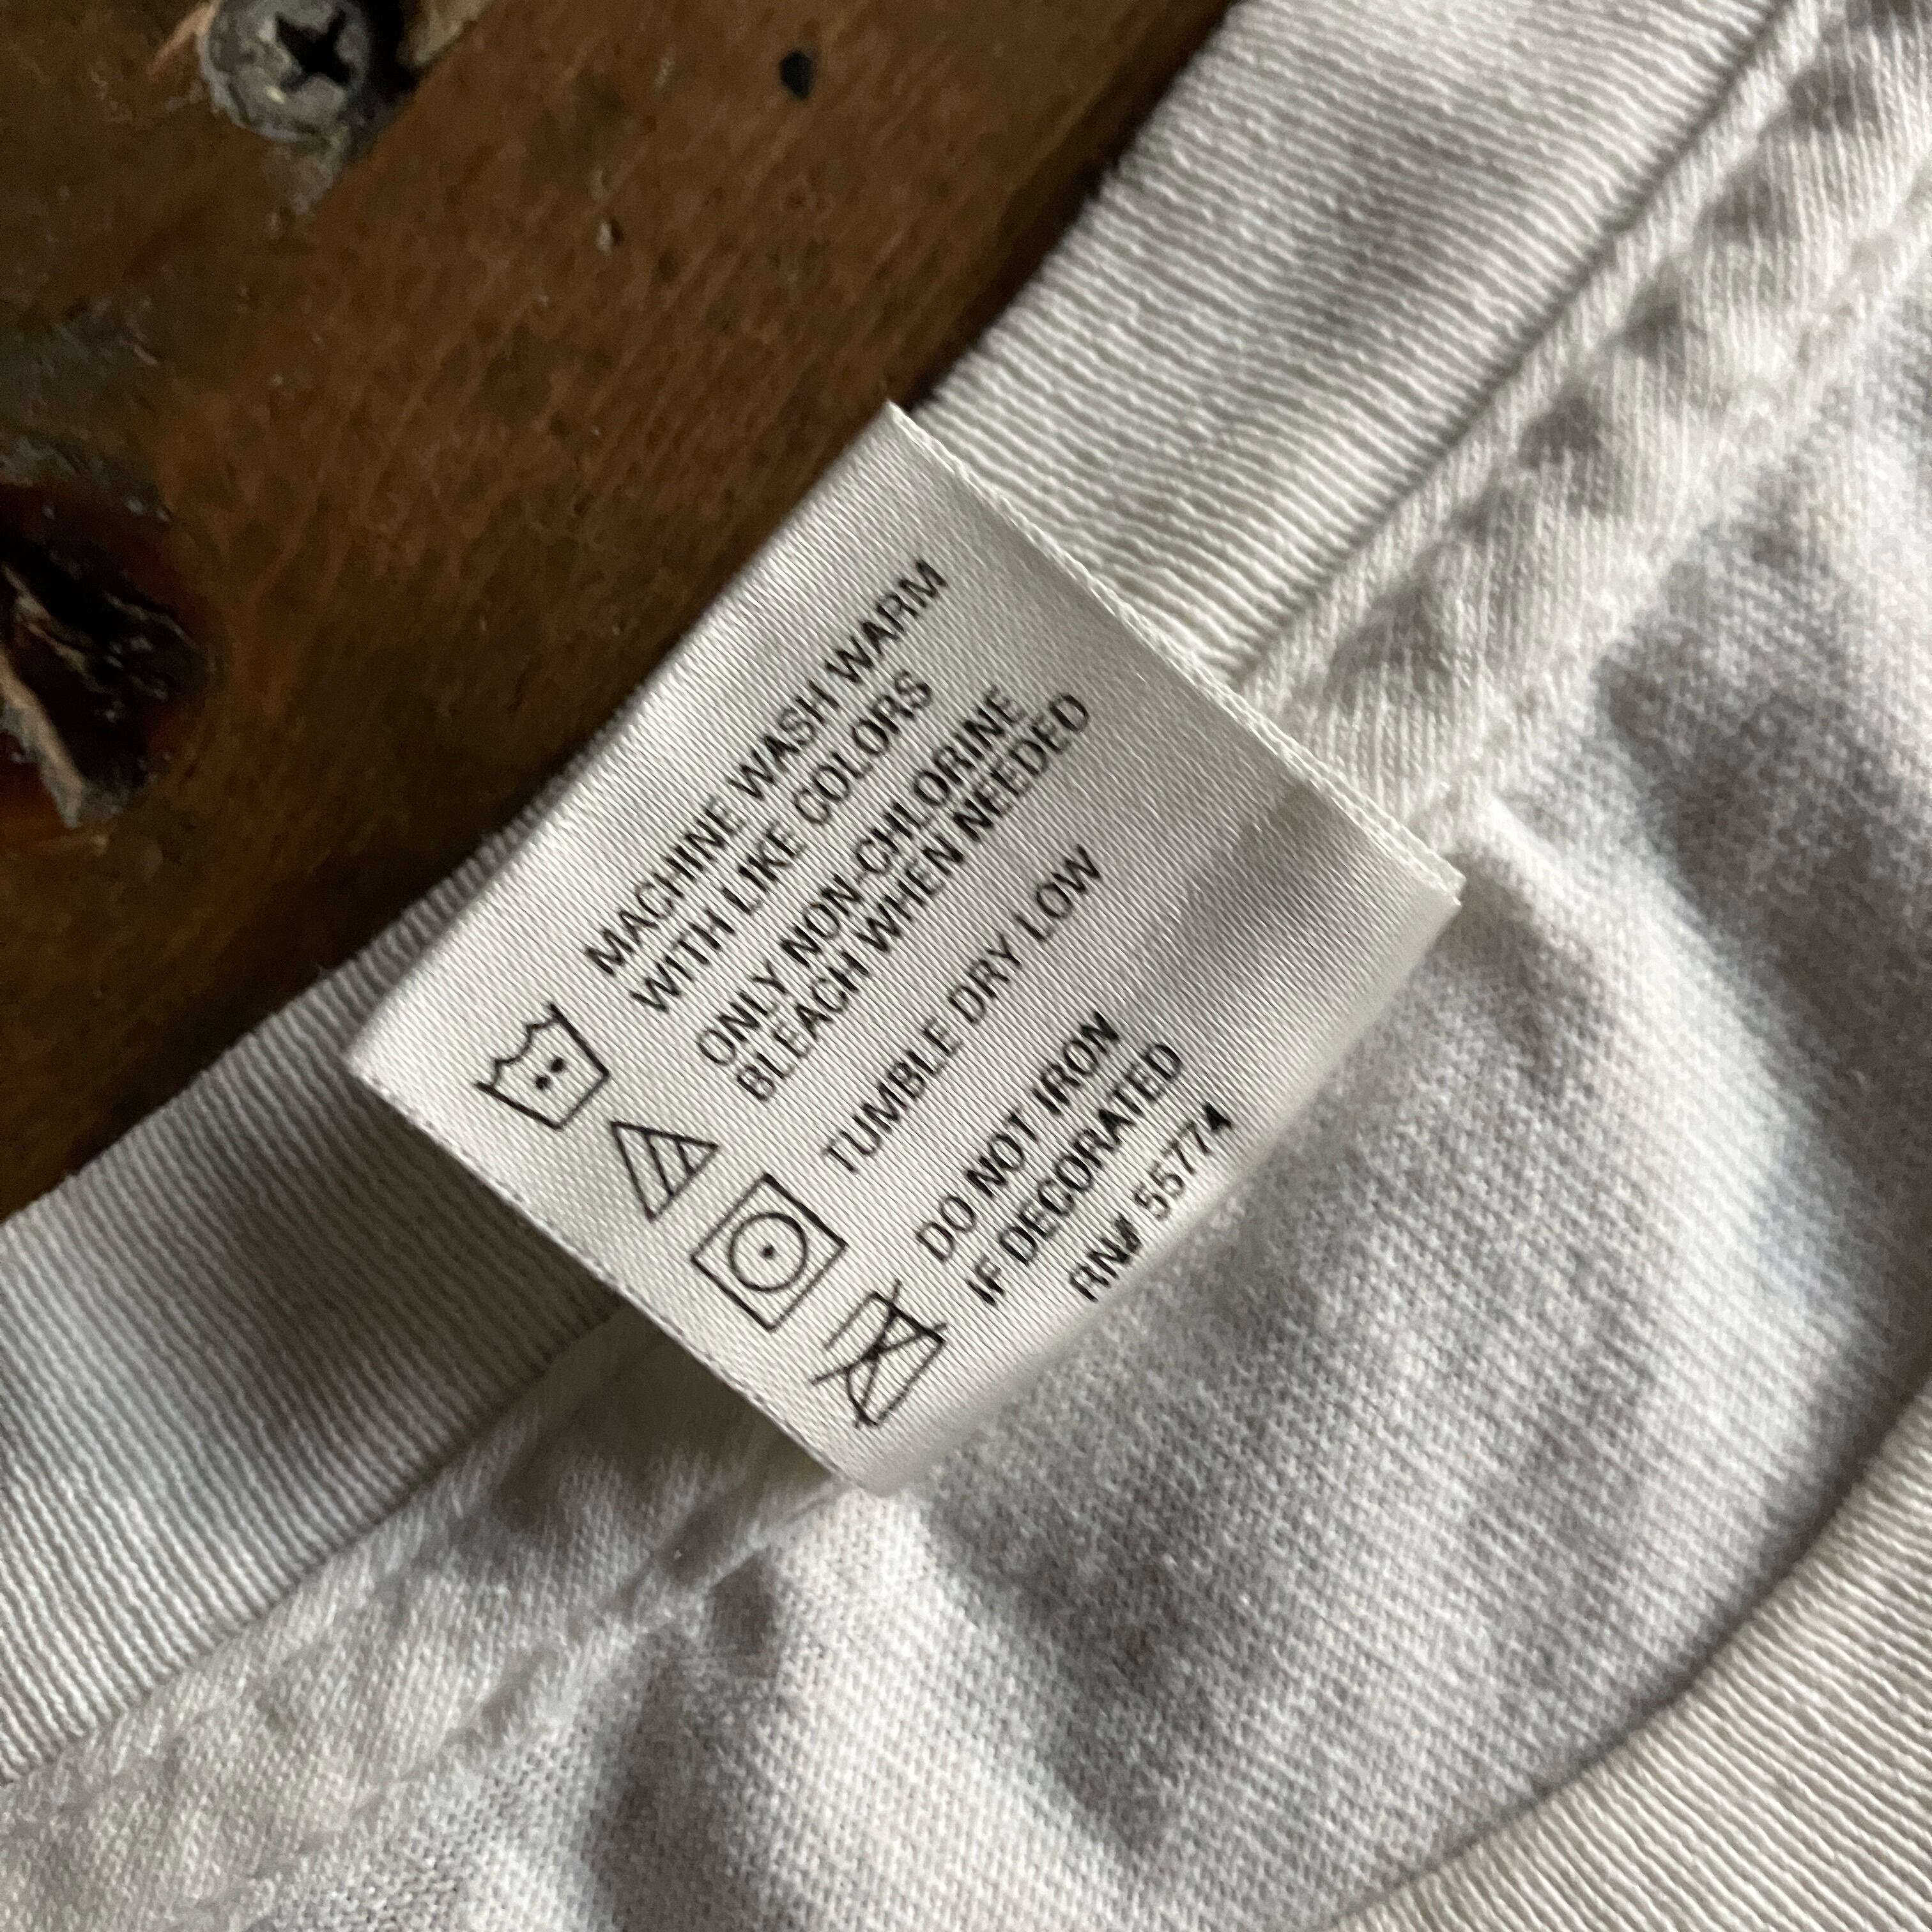 MACHINE WASH WARM
WITH LIKE COLORS
ONLY NON-CHLORINE
BLEACH WHEN NEEDED
TUMBLE DRY LOW
DO NOT IRON
IF DECORATED
RN# 55774